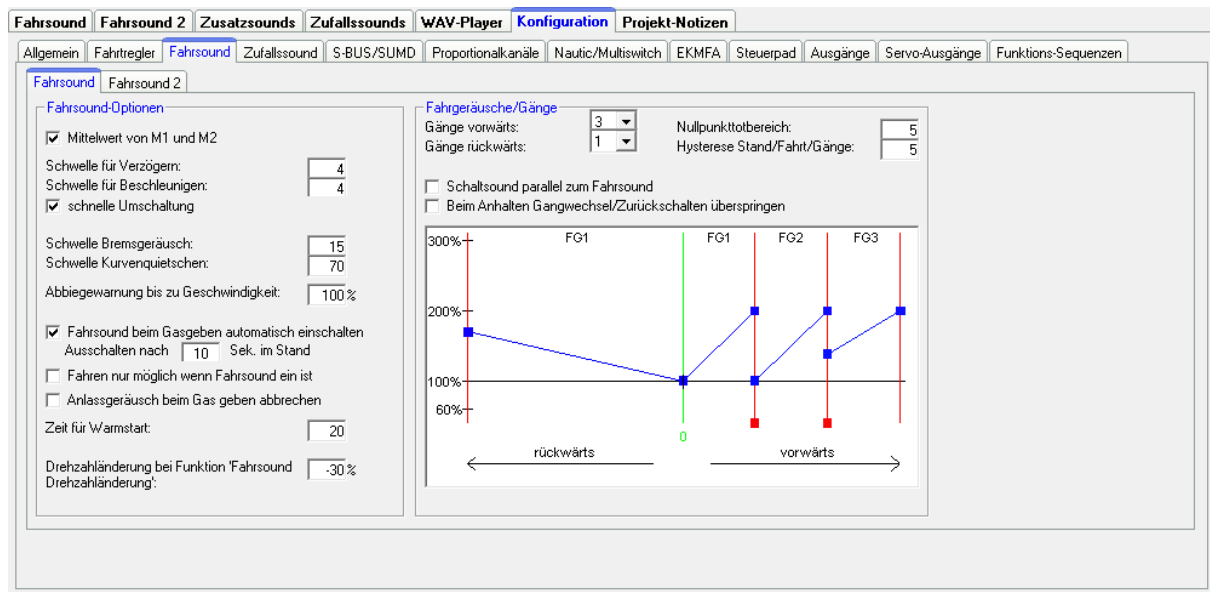 Fahrsound Fahrsound 2 Zusatzsounds Zufallssounds WAV-Player Konfiguration Projekt-Notizen
Allgemein Fahrtregler Fahrsound Zufallsound S-BUS/SUMD Proportionalkanäle Nautic/Multiswitch EKMFA Steuerpad Ausgänge Servo-Ausgänge Funktions-Sequenzen
Fahrsound Fahrsound 2
Fahrsound-Optionen
Mittelwert von M1 und M2
Schwelle für Verzögern: 4
Schwelle für Beschleunigen: 4
schnelle Umschaltung
Schwelle Bremsgeräusch: 15
Schwelle Kurvenquietschen: 70
Abbiegewarnung bis zu Geschwindigkeit: 100 %
Fahrsound beim Gasgeben automatisch einschalten
Ausschalten nach 10 Sek. im Stand
Fahren nur möglich wenn Fahrsound ein ist
Anlassgeräusch beim Gas geben abbrechen
Zeit für Warmstart: 20
Drehzahländerung bei Funktion 'Fahrsound -30 %
Drehzahländerung':
Fahrgeräusche/Gänge
Gänge vorwärts: 3 Nullpunkttotbereich: 5
Gänge rückwärts: 1 Hysterese Stand/Fahrt/Gänge: 5
Schaltsound parallel zum Fahrsound
Beim Anhalten Gangwechsel/Zurückschalten überspringen
300% FG1 FG1 FG2 FG3
200%
100%
60%
0
rückwärts vorwärts